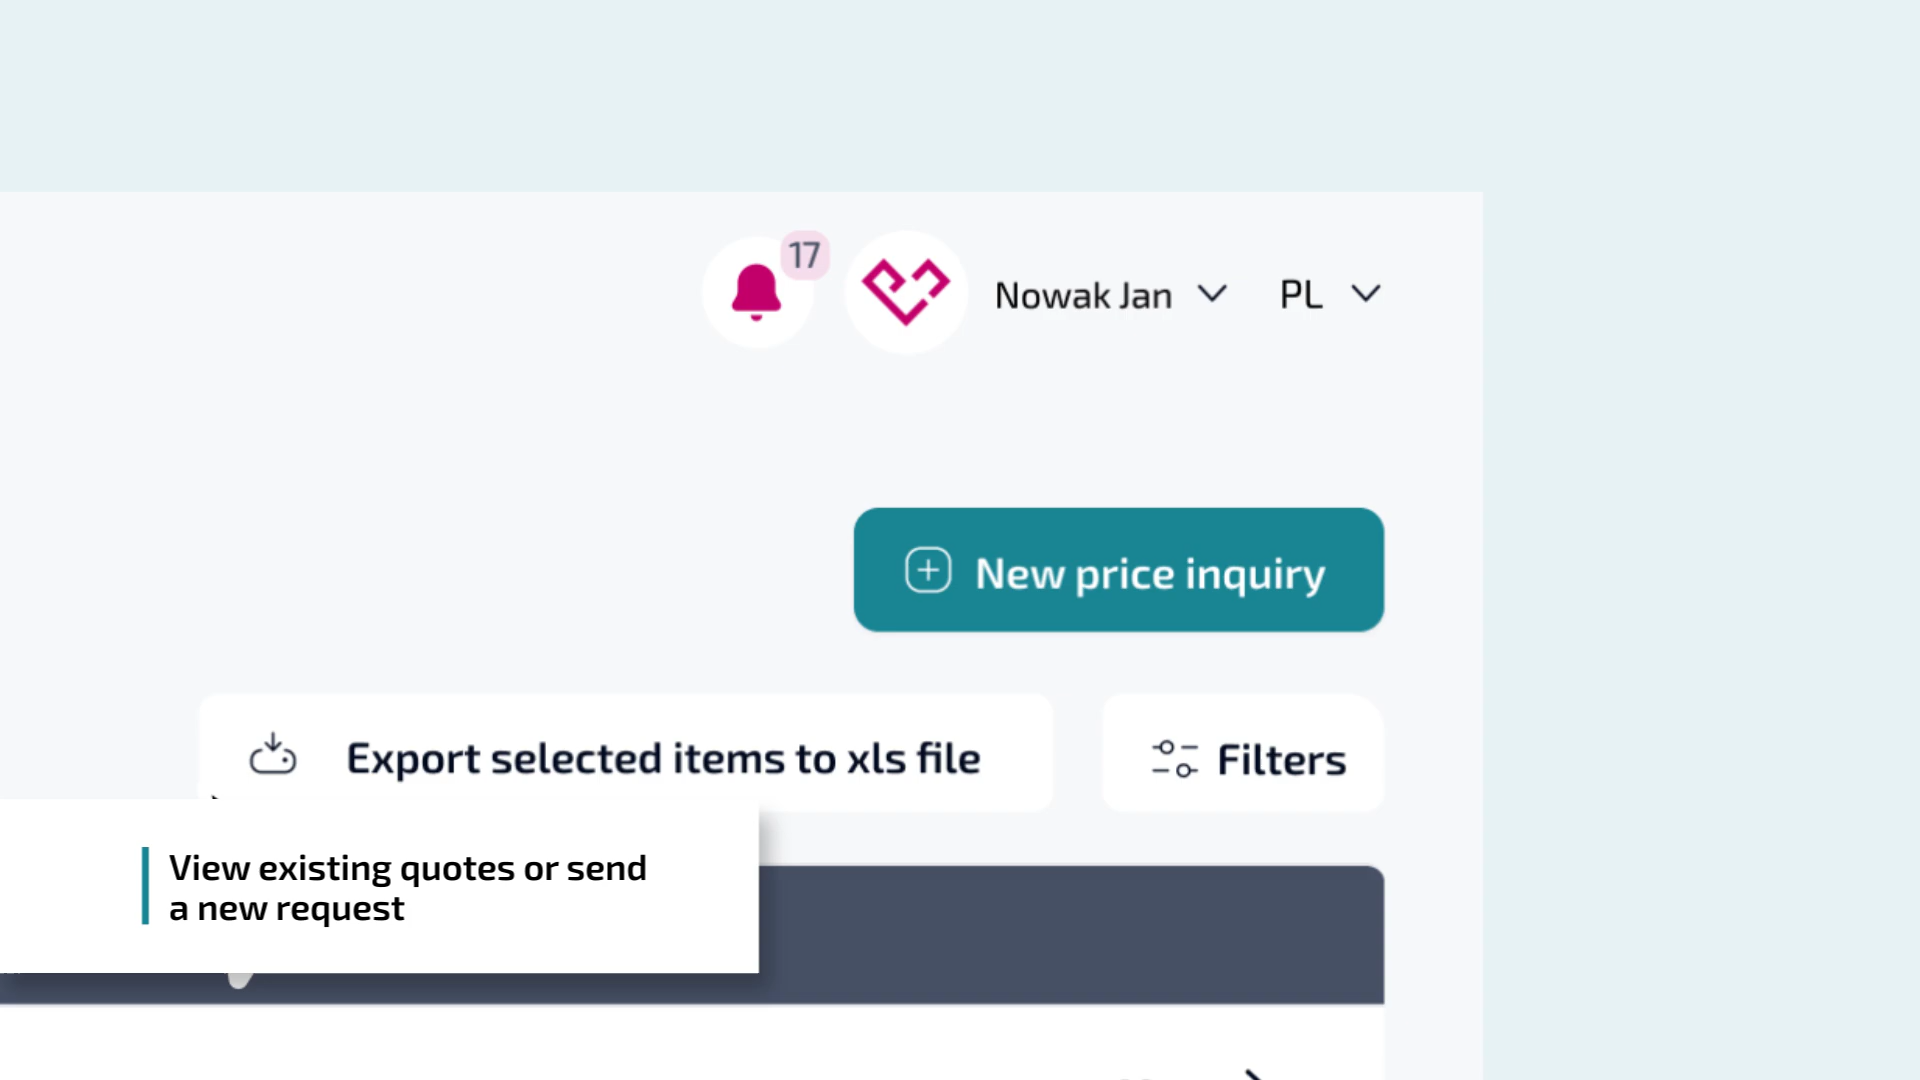 17
Nowak Jan
PL
New price inquiry
Export selected items to xls file
Filters
View existing quotes or send
a new request